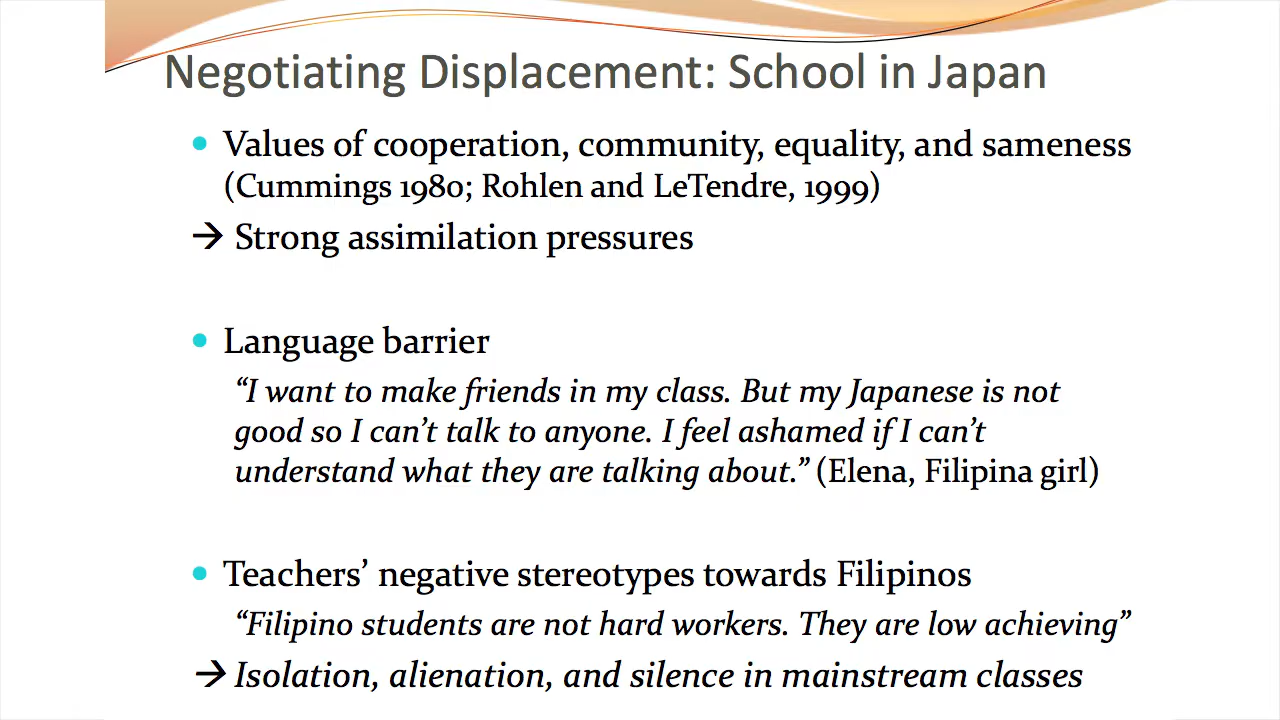 Negotiating Displacement: School in Japan
• Values of cooperation, community, equality, and sameness
(Cummings 1980; Rohlen and LeTendre, 1999)
→ Strong assimilation pressures
• Language barrier
“I want to make friends in my class. But my Japanese is not
good so I can’t talk to anyone. I feel ashamed if I can’t
understand what they are talking about.” (Elena, Filipina girl)
• Teachers’ negative stereotypes towards Filipinos
“Filipino students are not hard workers. They are low achieving”
→ Isolation, alienation, and silence in mainstream classes